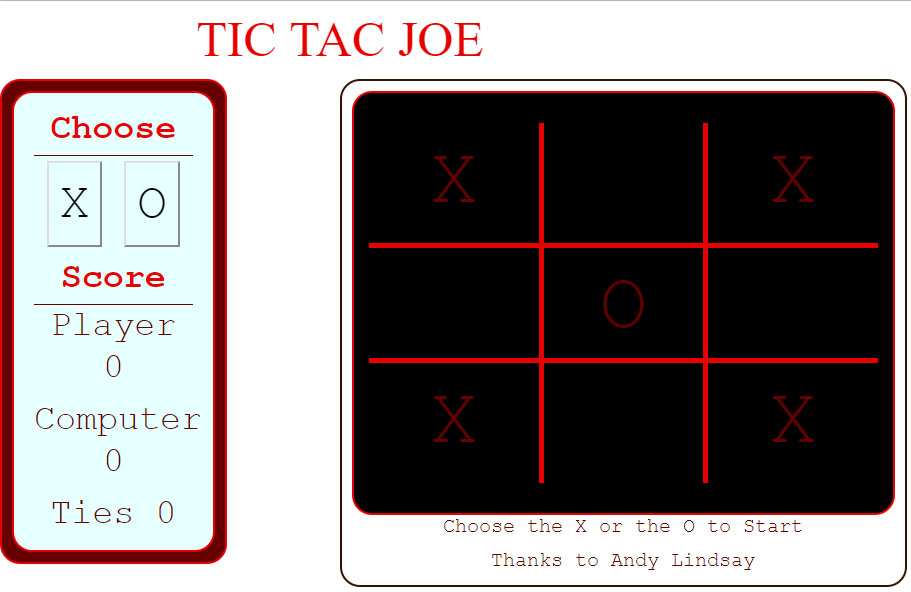 TIC TAC JOE
Choose
X O
Score
Player
0
Computer
0
Ties 0
X X
O
X X
Choose the X or the O to Start
Thanks to Andy Lindsay